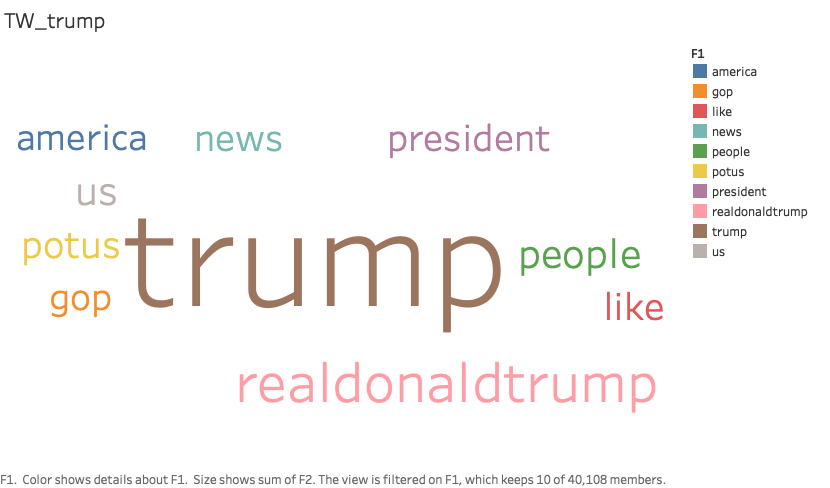 TW_trump
F1
america
gop
like
news
people
potus
president
realdonaldtrump
trump
us
america news president
us
potus trump people
gop like
realdonaldtrump
F1. Color shows details about F1. Size shows sum of F2. The view is filtered on F1, which keeps 10 of 40,108 members.